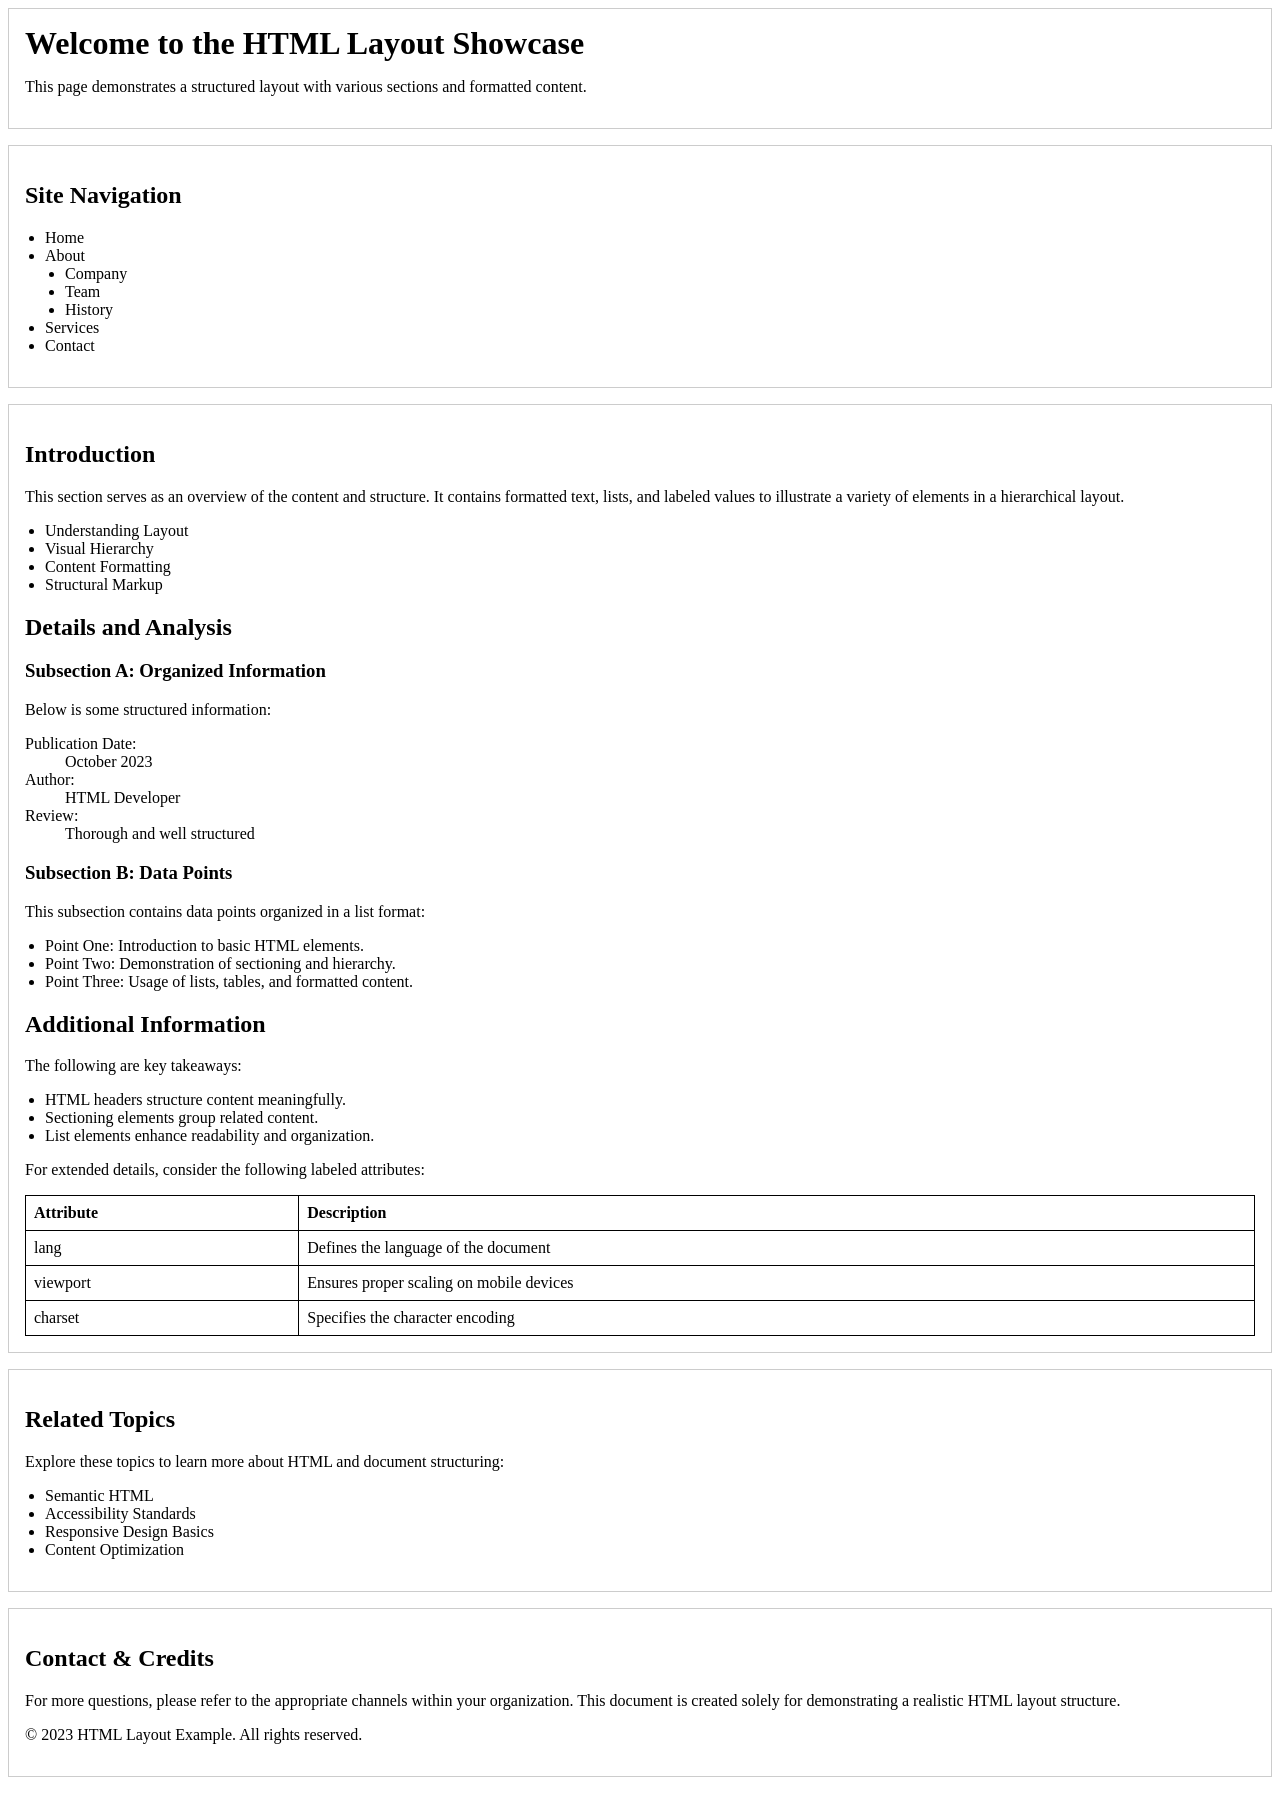 Welcome to the HTML Layout Showcase
This page demonstrates a structured layout with various sections and formatted content.
Site Navigation
Home
About
Company
Team
History
Services
Contact
Introduction
This section serves as an overview of the content and structure. It contains formatted text, lists, and labeled values to illustrate a variety of elements in a hierarchical layout.
Understanding Layout
Visual Hierarchy
Content Formatting
Structural Markup
Details and Analysis
Subsection A: Organized Information
Below is some structured information:
Publication Date:
October 2023
Author:
HTML Developer
Review:
Thorough and well structured
Subsection B: Data Points
This subsection contains data points organized in a list format:
Point One: Introduction to basic HTML elements.
Point Two: Demonstration of sectioning and hierarchy.
Point Three: Usage of lists, tables, and formatted content.
Additional Information
The following are key takeaways:
HTML headers structure content meaningfully.
Sectioning elements group related content.
List elements enhance readability and organization.
For extended details, consider the following labeled attributes:
Attribute Description
lang Defines the language of the document
viewport Ensures proper scaling on mobile devices
charset Specifies the character encoding
Related Topics
Explore these topics to learn more about HTML and document structuring:
Semantic HTML
Accessibility Standards
Responsive Design Basics
Content Optimization
Contact & Credits
For more questions, please refer to the appropriate channels within your organization. This document is created solely for demonstrating a realistic HTML layout structure.
© 2023 HTML Layout Example. All rights reserved.